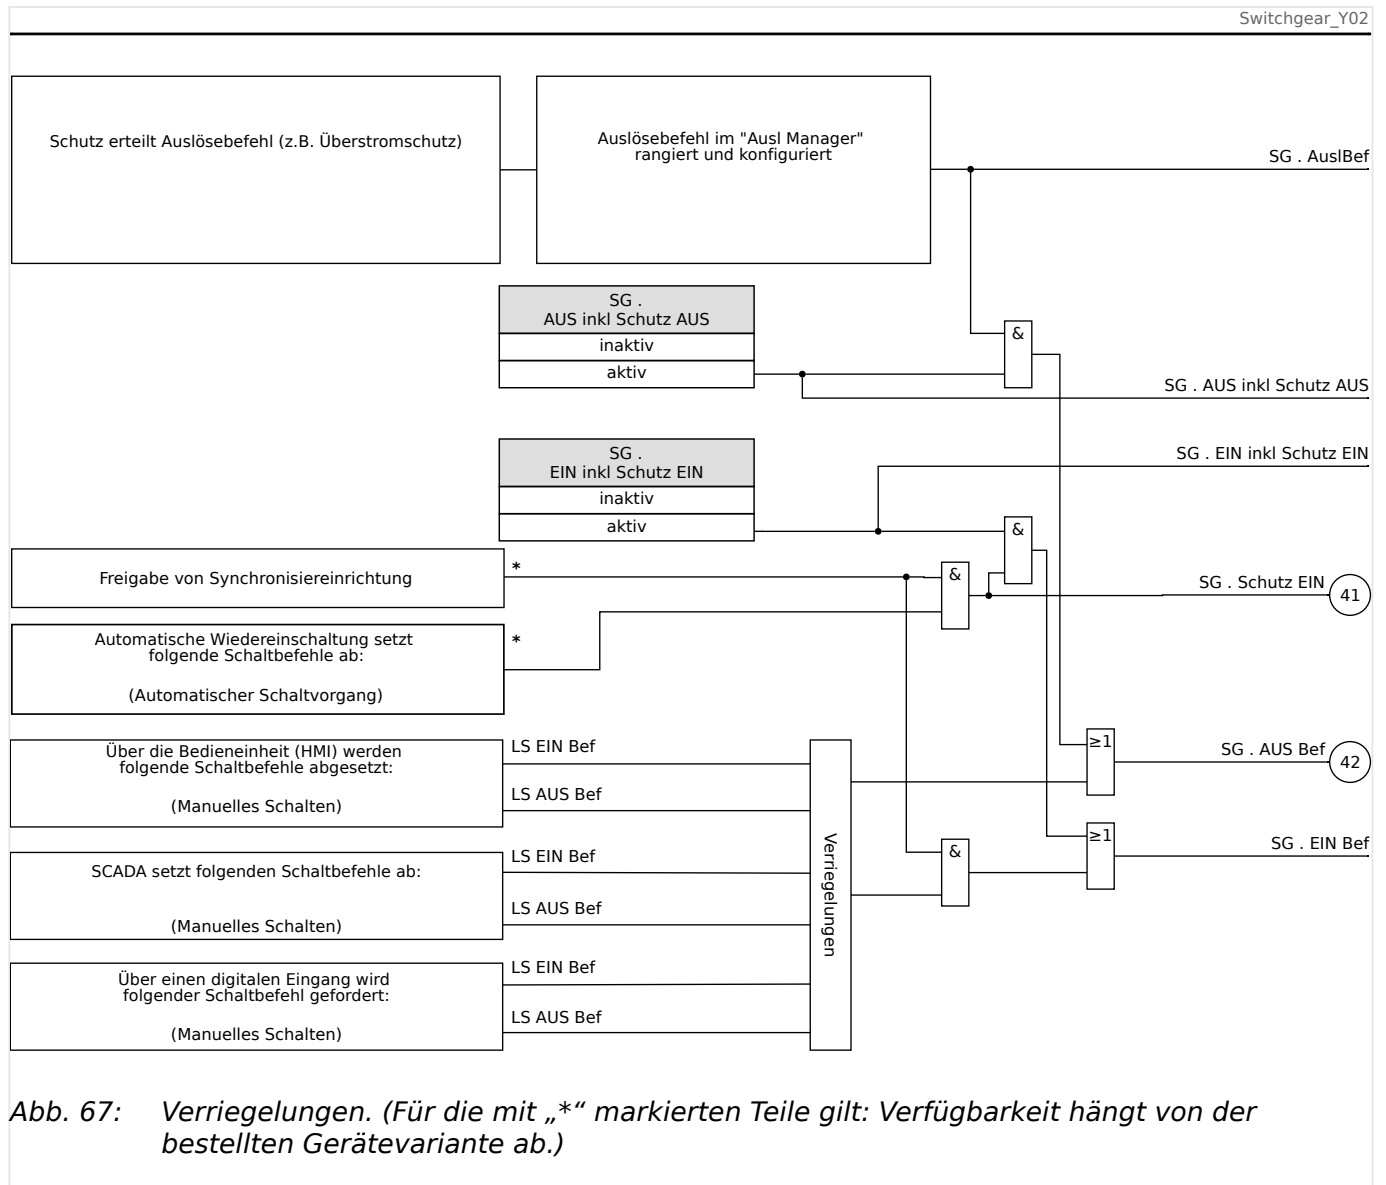 Switchgear_Y02
Schutz erteilt Auslösebefehl (z.B. Überstromschutz)
Auslösebefehl im "Ausl Manager"
rangiert und konfiguriert
SG . AuslBef
SG .
AUS inkl Schutz AUS
inaktiv
aktiv
&
SG . AUS inkl Schutz AUS
SG .
EIN inkl Schutz EIN
inaktiv
aktiv
SG . EIN inkl Schutz EIN
&
Freigabe von Synchronisiereinrichtung
*
&
SG . Schutz EIN
41
Automatische Wiedereinschaltung setzt
folgende Schaltbefehle ab:
(Automatischer Schaltvorgang)
*
Über die Bedieneinheit (HMI) werden
folgende Schaltbefehle abgesetzt:
(Manuelles Schalten)
LS EIN Bef
LS AUS Bef
≥1
SG . AUS Bef
42
SCADA setzt folgenden Schaltbefehle ab:
(Manuelles Schalten)
LS EIN Bef
LS AUS Bef
Verriegelungen
&
≥1
SG . EIN Bef
Über einen digitalen Eingang wird
folgender Schaltbefehl gefordert:
(Manuelles Schalten)
LS EIN Bef
LS AUS Bef
Abb. 67: Verriegelungen. (Für die mit „*“ markierten Teile gilt: Verfügbarkeit hängt von der
bestellten Gerätevariante ab.)